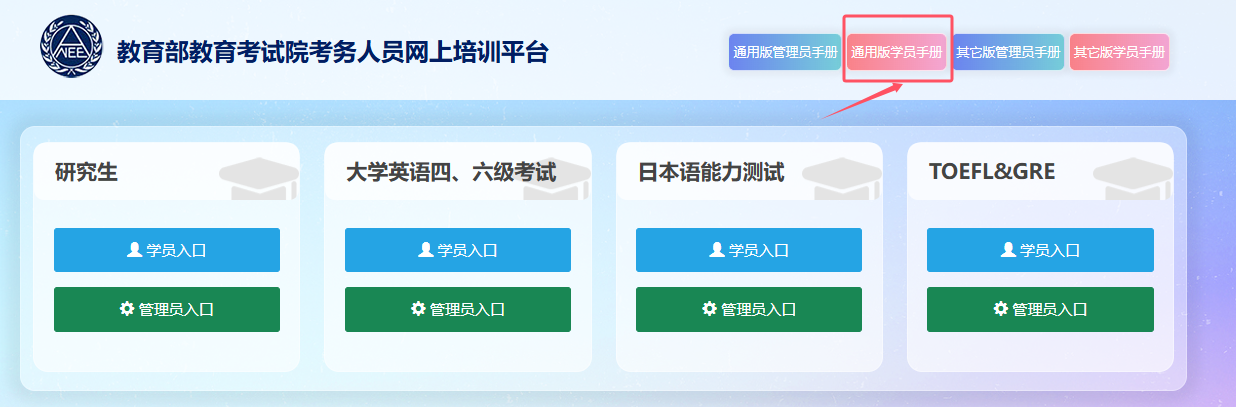 NEEA
教育部教育考试院考务人员网上培训平台
通用版管理员手册 通用版学员手册 其它版管理员手册 其它版学员手册
研究生 大学英语四、六级考试 日本语能力测试 TOEFL&GRE
学员入口 学员入口 学员入口 学员入口
管理员入口 管理员入口 管理员入口 管理员入口